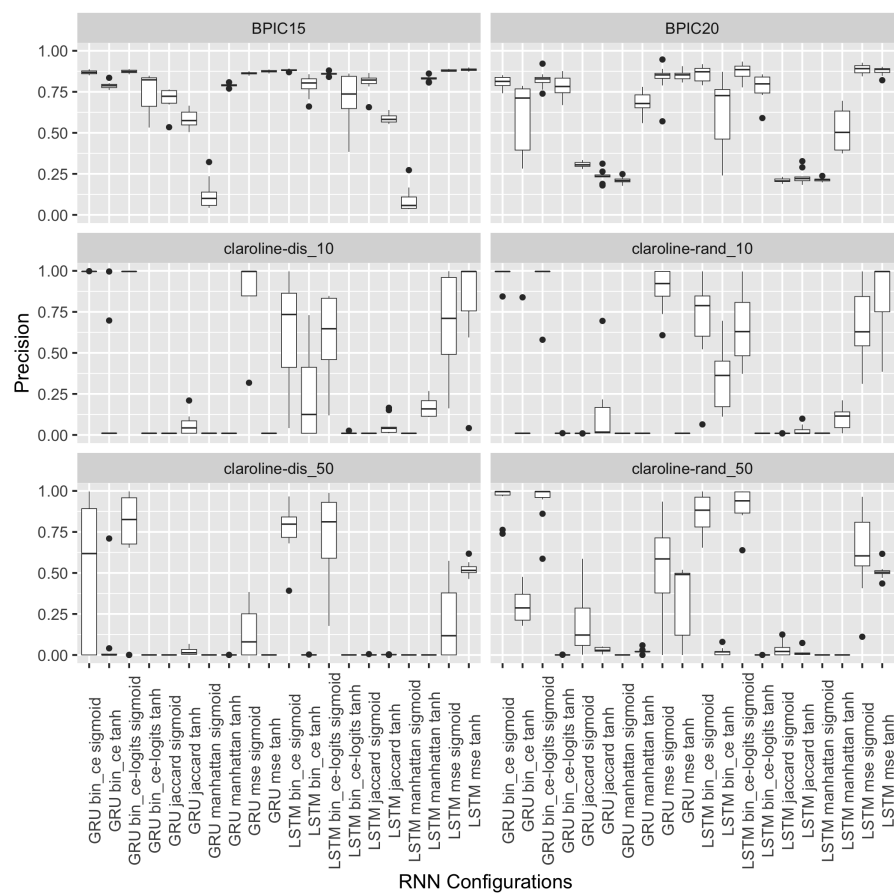 BPIC15
BPIC20
1.00
0.75
0.50
0.25
0.00
claroline-dis_10
claroline-rand_10
1.00
0.75
0.50
0.25
0.00
claroline-dis_50
claroline-rand_50
1.00
0.75
0.50
0.25
0.00
Precision
GRU bin_ce sigmoid
GRU bin_ce tanh
GRU bin_ce-logits sigmoid
GRU bin_ce-logits tanh
GRU jaccard sigmoid
GRU jaccard tanh
GRU manhattan sigmoid
GRU manhattan tanh
GRU mse sigmoid
GRU mse tanh
LSTM bin_ce sigmoid
LSTM bin_ce tanh
LSTM bin_ce-logits sigmoid
LSTM bin_ce-logits tanh
LSTM jaccard sigmoid
LSTM jaccard tanh
LSTM manhattan sigmoid
LSTM manhattan tanh
LSTM mse sigmoid
LSTM mse tanh
GRU bin_ce sigmoid
GRU bin_ce tanh
GRU bin_ce-logits sigmoid
GRU bin_ce-logits tanh
GRU jaccard sigmoid
GRU jaccard tanh
GRU manhattan sigmoid
GRU manhattan tanh
GRU mse sigmoid
GRU mse tanh
LSTM bin_ce sigmoid
LSTM bin_ce tanh
LSTM bin_ce-logits sigmoid
LSTM bin_ce-logits tanh
LSTM jaccard sigmoid
LSTM jaccard tanh
LSTM manhattan sigmoid
LSTM manhattan tanh
LSTM mse sigmoid
LSTM mse tanh
RNN Configurations